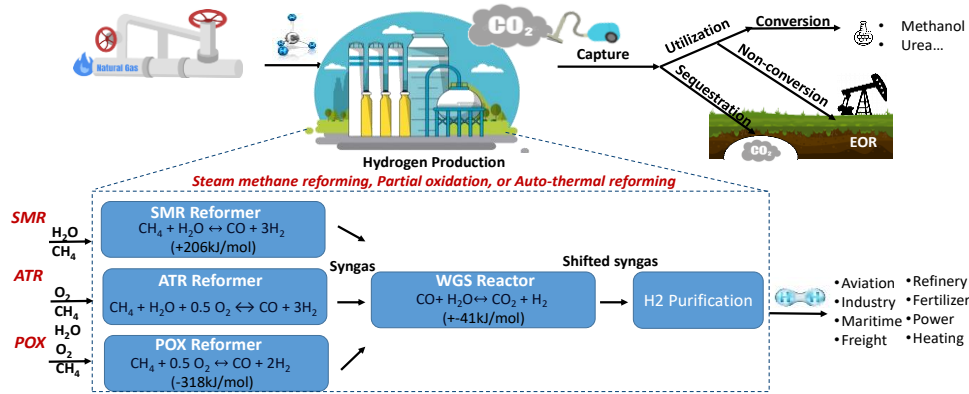 Natural Gas
CO₂
Capture
Utilization
Conversion
• Methanol
• Urea...
Non-conversion
Sequestration
CO₂
EOR
Hydrogen Production
Steam methane reforming, Partial oxidation, or Auto-thermal reforming
SMR
H₂O
CH₄
SMR Reformer
CH₄ + H₂O ↔ CO + 3H₂
(+206kJ/mol)
ATR
O₂
CH₄
ATR Reformer
CH₄ + H₂O + 0.5 O₂ ↔ CO + 3H₂
POX
H₂O
O₂
CH₄
POX Reformer
CH₄ + 0.5 O₂ ↔ CO + 2H₂
(-318kJ/mol)
Syngas
WGS Reactor
CO+ H₂O↔ CO₂ + H₂
(+-41kJ/mol)
Shifted syngas
H2 Purification
H H
•Aviation
•Industry
•Maritime
•Freight
•Refinery
•Fertilizer
•Power
•Heating